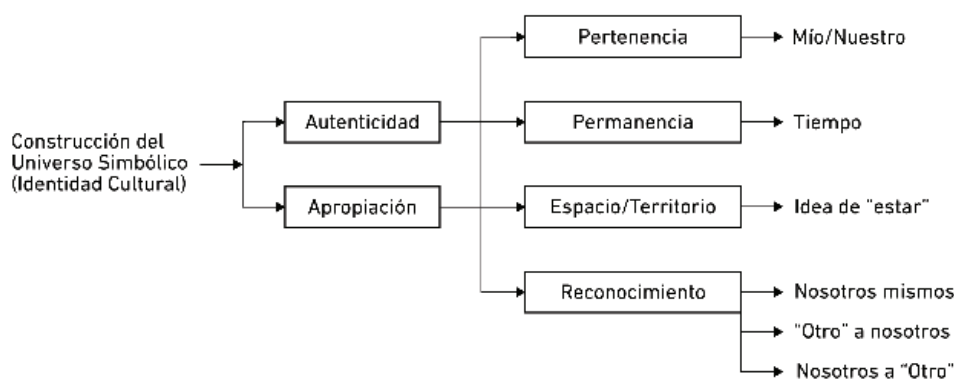 Construcción del
Universo Simbólico
(Identidad Cultural)
Autenticidad
Apropiación
Pertenencia
Mío/Nuestro
Permanencia
Tiempo
Espacio/Territorio
Idea de "estar"
Reconocimiento
Nosotros mismos
"Otro" a nosotros
Nosotros a "Otro"